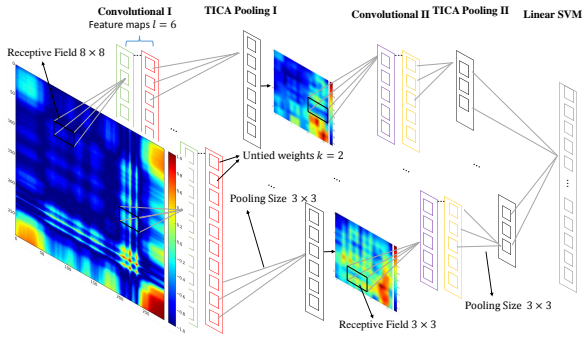 Convolutional I
TICA Pooling I
Convolutional II
TICA Pooling II
Linear SVM
Feature maps l = 6
Receptive Field 8 × 8
Untied weights k = 2
Pooling Size 3 × 3
Pooling Size 3 × 3
Receptive Field 3 × 3